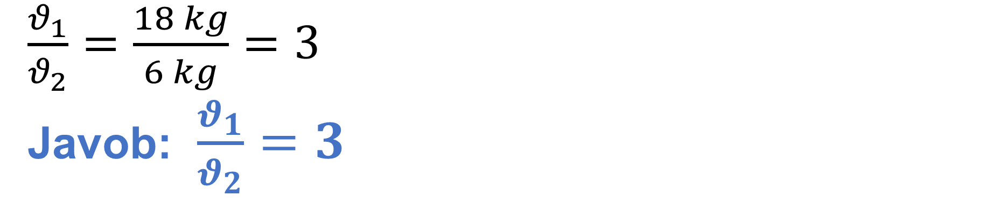 ϑ₁/ϑ₂ = 18 kg/6 kg = 3
Javob: ϑ₁/ϑ₂ = 3